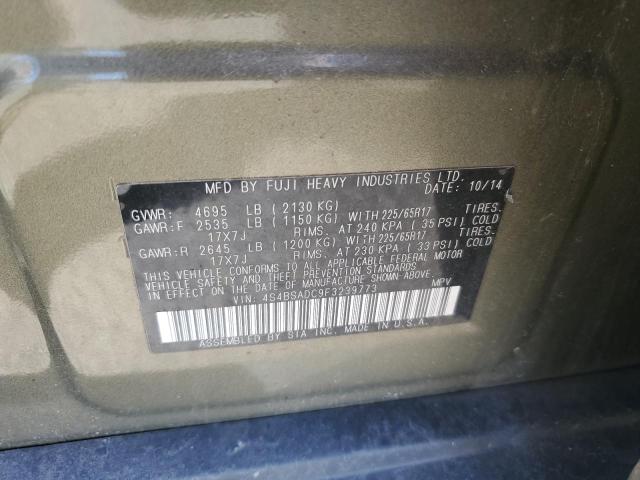 MFD BY FUJI HEAVY INDUSTRIES LTD.
DATE: 10/14
GVWR: 4695 LB ( 2130 KG)
GAWR:F 2535 LB ( 1150 KG) WITH 225/65R17 TIRES.
17X7J RIMS. AT 240 KPA ( 35 PSI) COLD
GAWR:R 2645 LB ( 1200 KG) WITH 225/65R17 TIRES.
17X7J RIMS. AT 230 KPA ( 33 PSI) COLD
THIS VEHICLE CONFORMS TO ALL APPLICABLE FEDERAL MOTOR
VEHICLE SAFETY AND THEFT PREVENTION STANDARDS IN EFFECT ON THE
DATE OF MANUFACTURE SHOWN ABOVE.
VIN: 4S4BSADC9F3239773 MPV
ASSEMBLED BY SIA INC. MADE IN U.S.A.